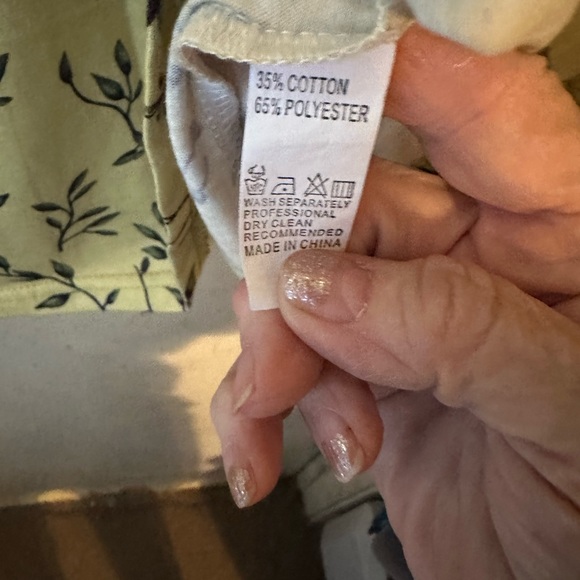 35% COTTON
65% POLYESTER
WASH SEPARATELY
PROFESSIONAL
DRY CLEAN
RECOMMENDED
MADE IN CHINA